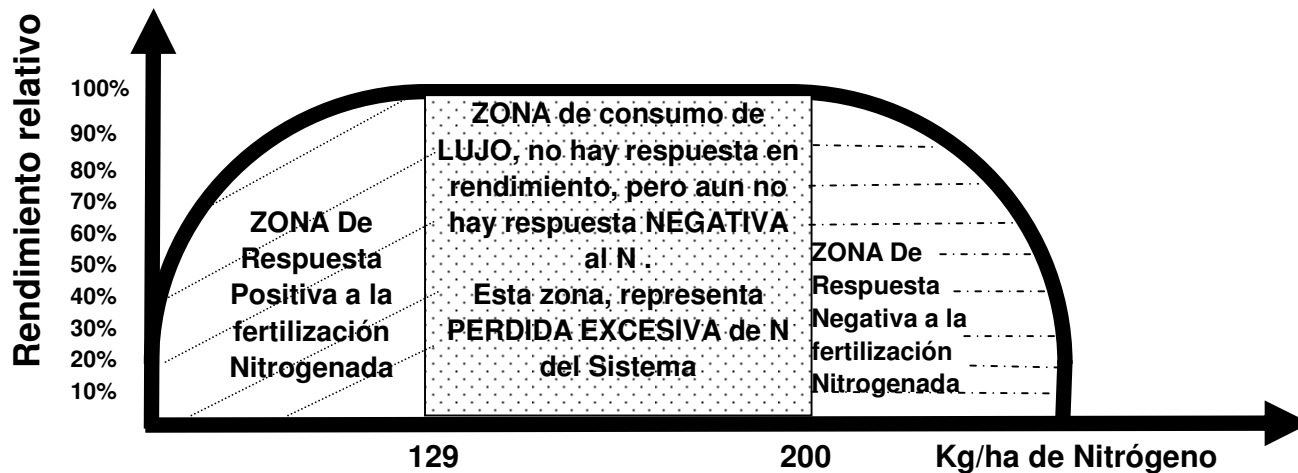 Rendimiento relativo
100%
90%
80%
70%
60%
50%
40%
30%
20%
10%
ZONA De
Respuesta
Positiva a la
fertilización
Nitrogenada
ZONA de consumo de
LUJO, no hay respuesta en
rendimiento, pero aun no
hay respuesta NEGATIVA
al N .
Esta zona, representa
PERDIDA EXCESIVA de N
del Sistema
ZONA De
Respuesta
Negativa a la
fertilización
Nitrogenada
129
200
Kg/ha de Nitrógeno